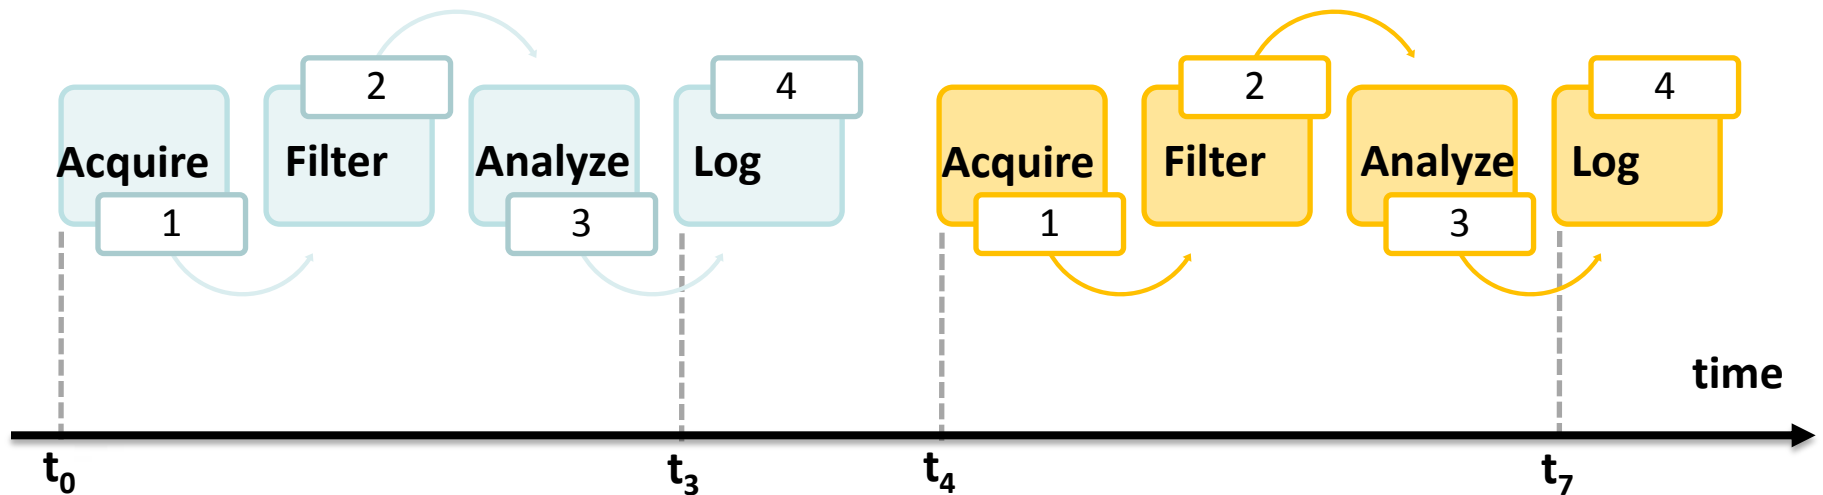 2
4
2
4
Acquire
Filter
Analyze
Log
Acquire
Filter
Analyze
Log
1
3
1
3
time
t₀
t₃
t₄
t₇